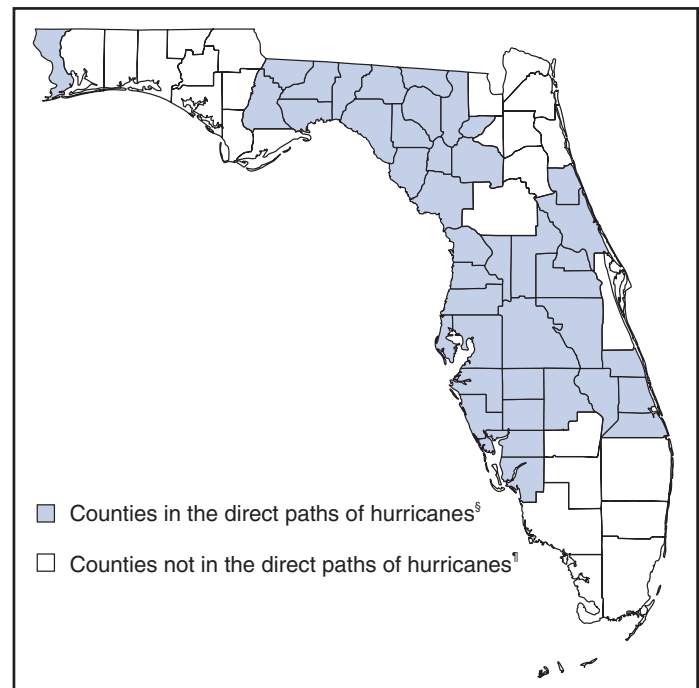 Counties in the direct paths of hurricanes§
Counties not in the direct paths of hurricanes¶